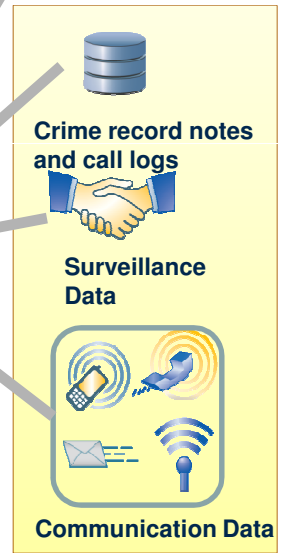 Crime record notes
and call logs
Surveillance
Data
Communication Data